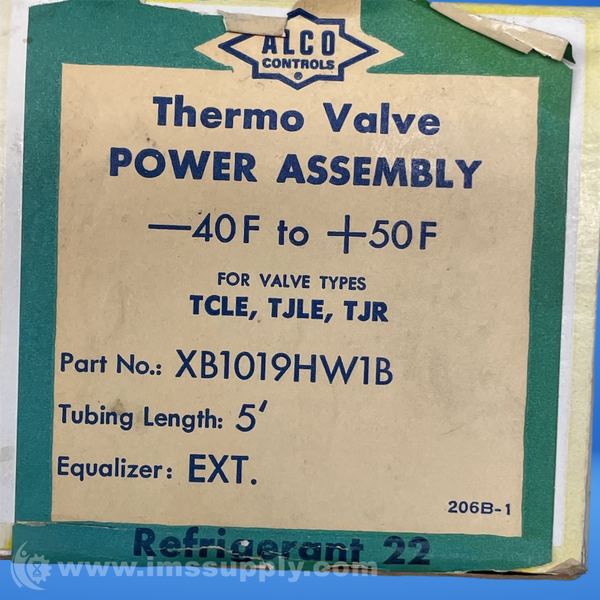 ALCO
CONTROLS
®
Thermo Valve
POWER ASSEMBLY
—40F to +50F
FOR VALVE TYPES
TCLE, TJLE, TJR
Part No.: XB1019HW1B
Tubing Length: 5'
Equalizer: EXT.
206B-1
Refrigerant 22
www.imssupply.com